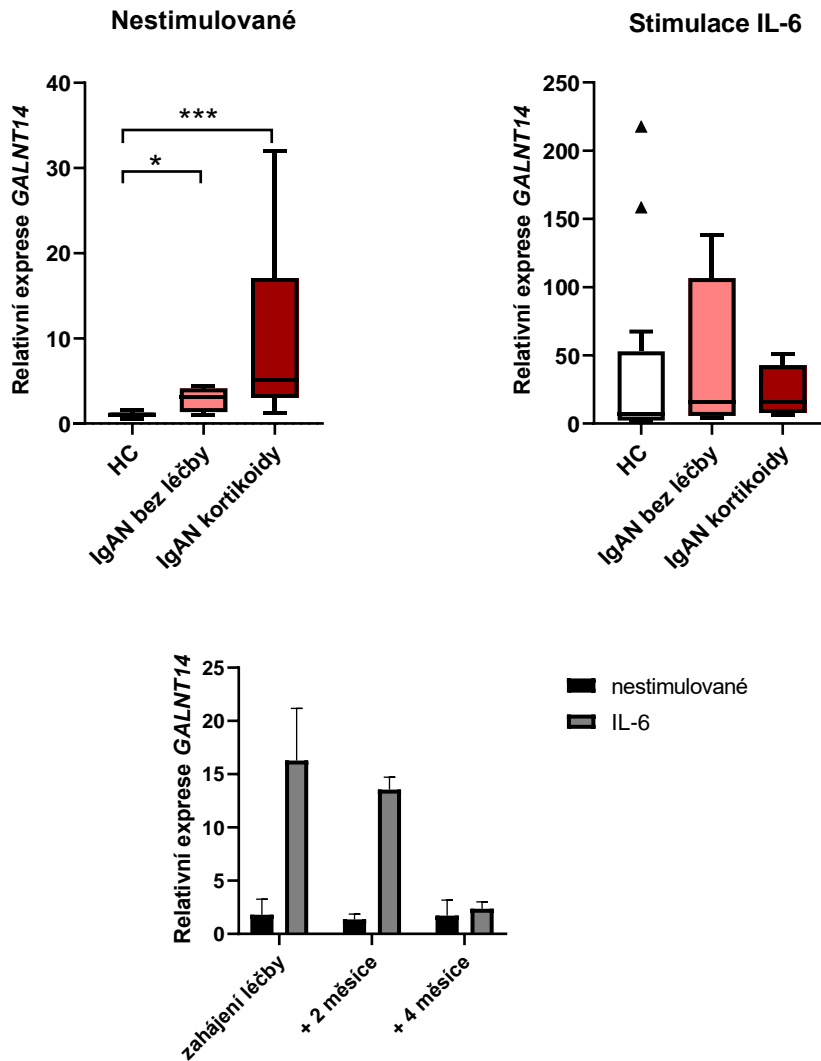 Nestimulované
Relativní exprese GALNT14
40
30
20
10
0
***
*
HC
IgAN bez léčby
IgAN kortikoidy
Stimulace IL-6
Relativní exprese GALNT14
250
200
150
100
50
0
HC
IgAN bez léčby
IgAN kortikoidy
Relativní exprese GALNT14
25
20
15
10
5
0
zahájení léčby
+ 2 měsíce
+ 4 měsíce
nestimulované
IL-6